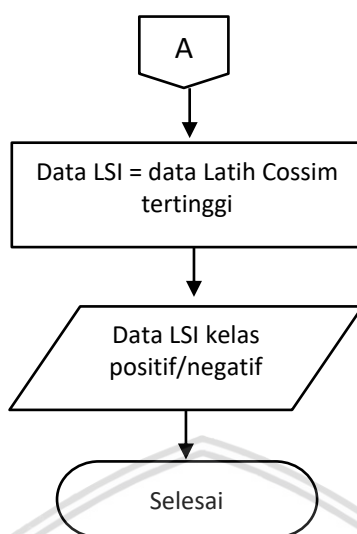 A
Data LSI = data Latih Cossim
tertinggi
Data LSI kelas
positif/negatif
Selesai